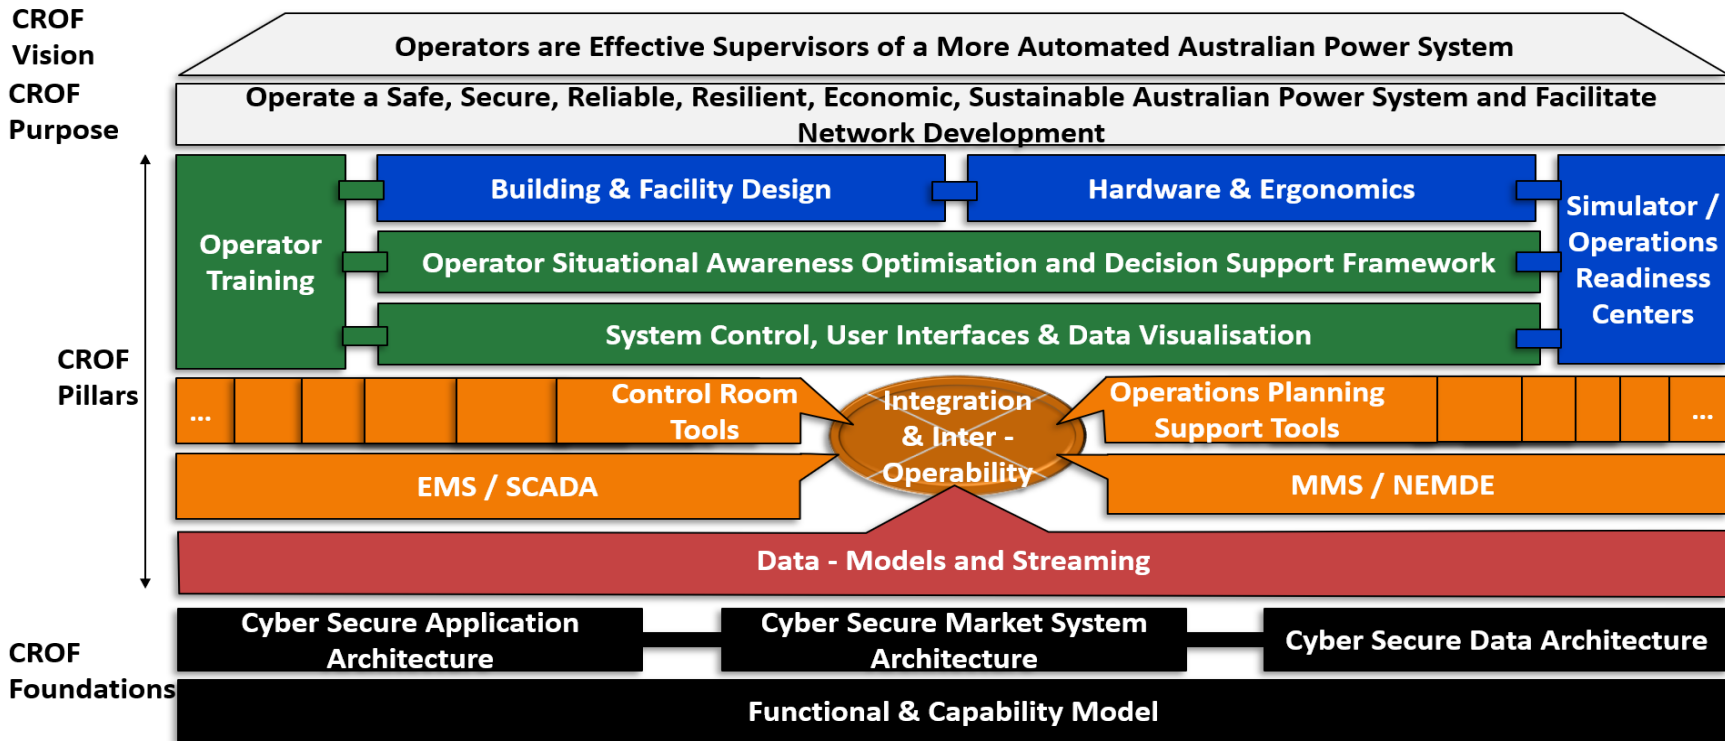 CROF
Vision
Operators are Effective Supervisors of a More Automated Australian Power System
CROF
Purpose
Operate a Safe, Secure, Reliable, Resilient, Economic, Sustainable Australian Power System and Facilitate
Network Development
CROF
Pillars
Operator
Training
Building & Facility Design
Hardware & Ergonomics
Simulator /
Operations
Readiness
Centers
Operator Situational Awareness Optimisation and Decision Support Framework
System Control, User Interfaces & Data Visualisation
...
Control Room
Tools
Integration
& Inter -
Operability
Operations Planning
Support Tools
...
EMS / SCADA
MMS / NEMDE
Data - Models and Streaming
CROF
Foundations
Cyber Secure Application
Architecture
Cyber Secure Market System
Architecture
Cyber Secure Data Architecture
Functional & Capability Model